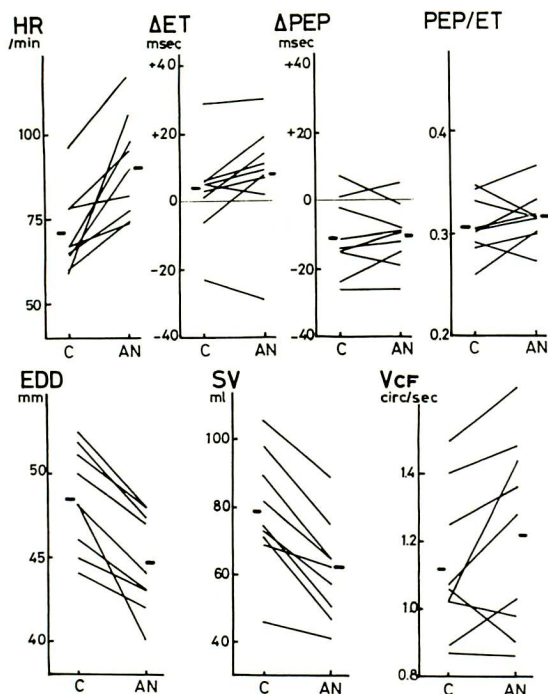 HR
/min
100
75
50
C AN
ΔET
msec
+40
+20
0
-20
-40
C AN
ΔPEP
msec
+40
+20
0
-20
-40
C AN
PEP/ET
0.4
0.3
0.2
C AN
EDD
mm
50
45
40
C AN
SV
ml
100
80
60
40
C AN
VCF
circ/sec
1.4
1.2
1.0
0.8
C AN